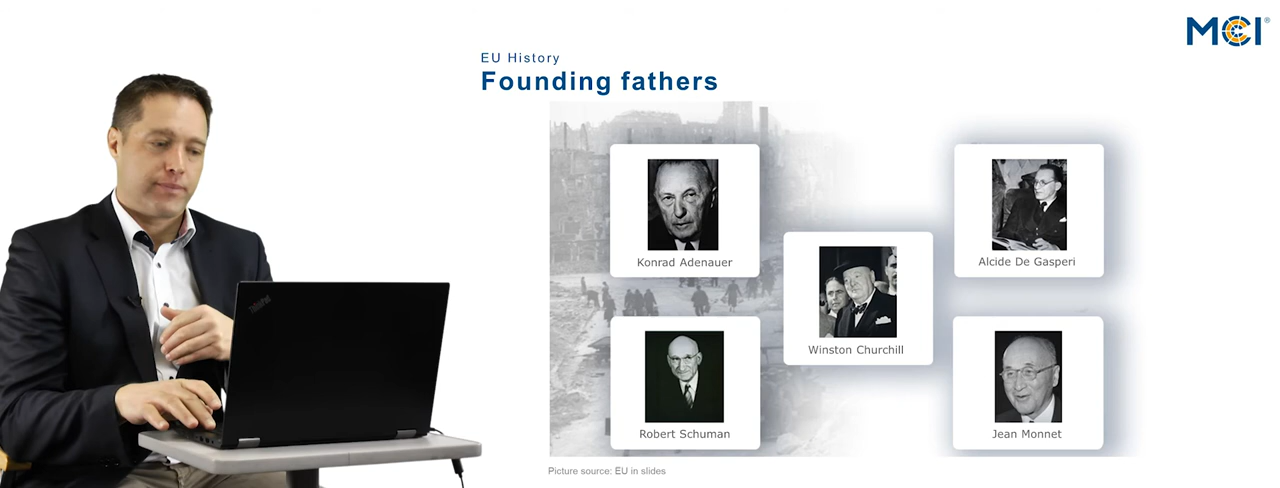 MCI®
EU History
Founding fathers
Konrad Adenauer
Alcide De Gasperi
Winston Churchill
Robert Schuman
Jean Monnet
Picture source: EU in slides
ThinkPad